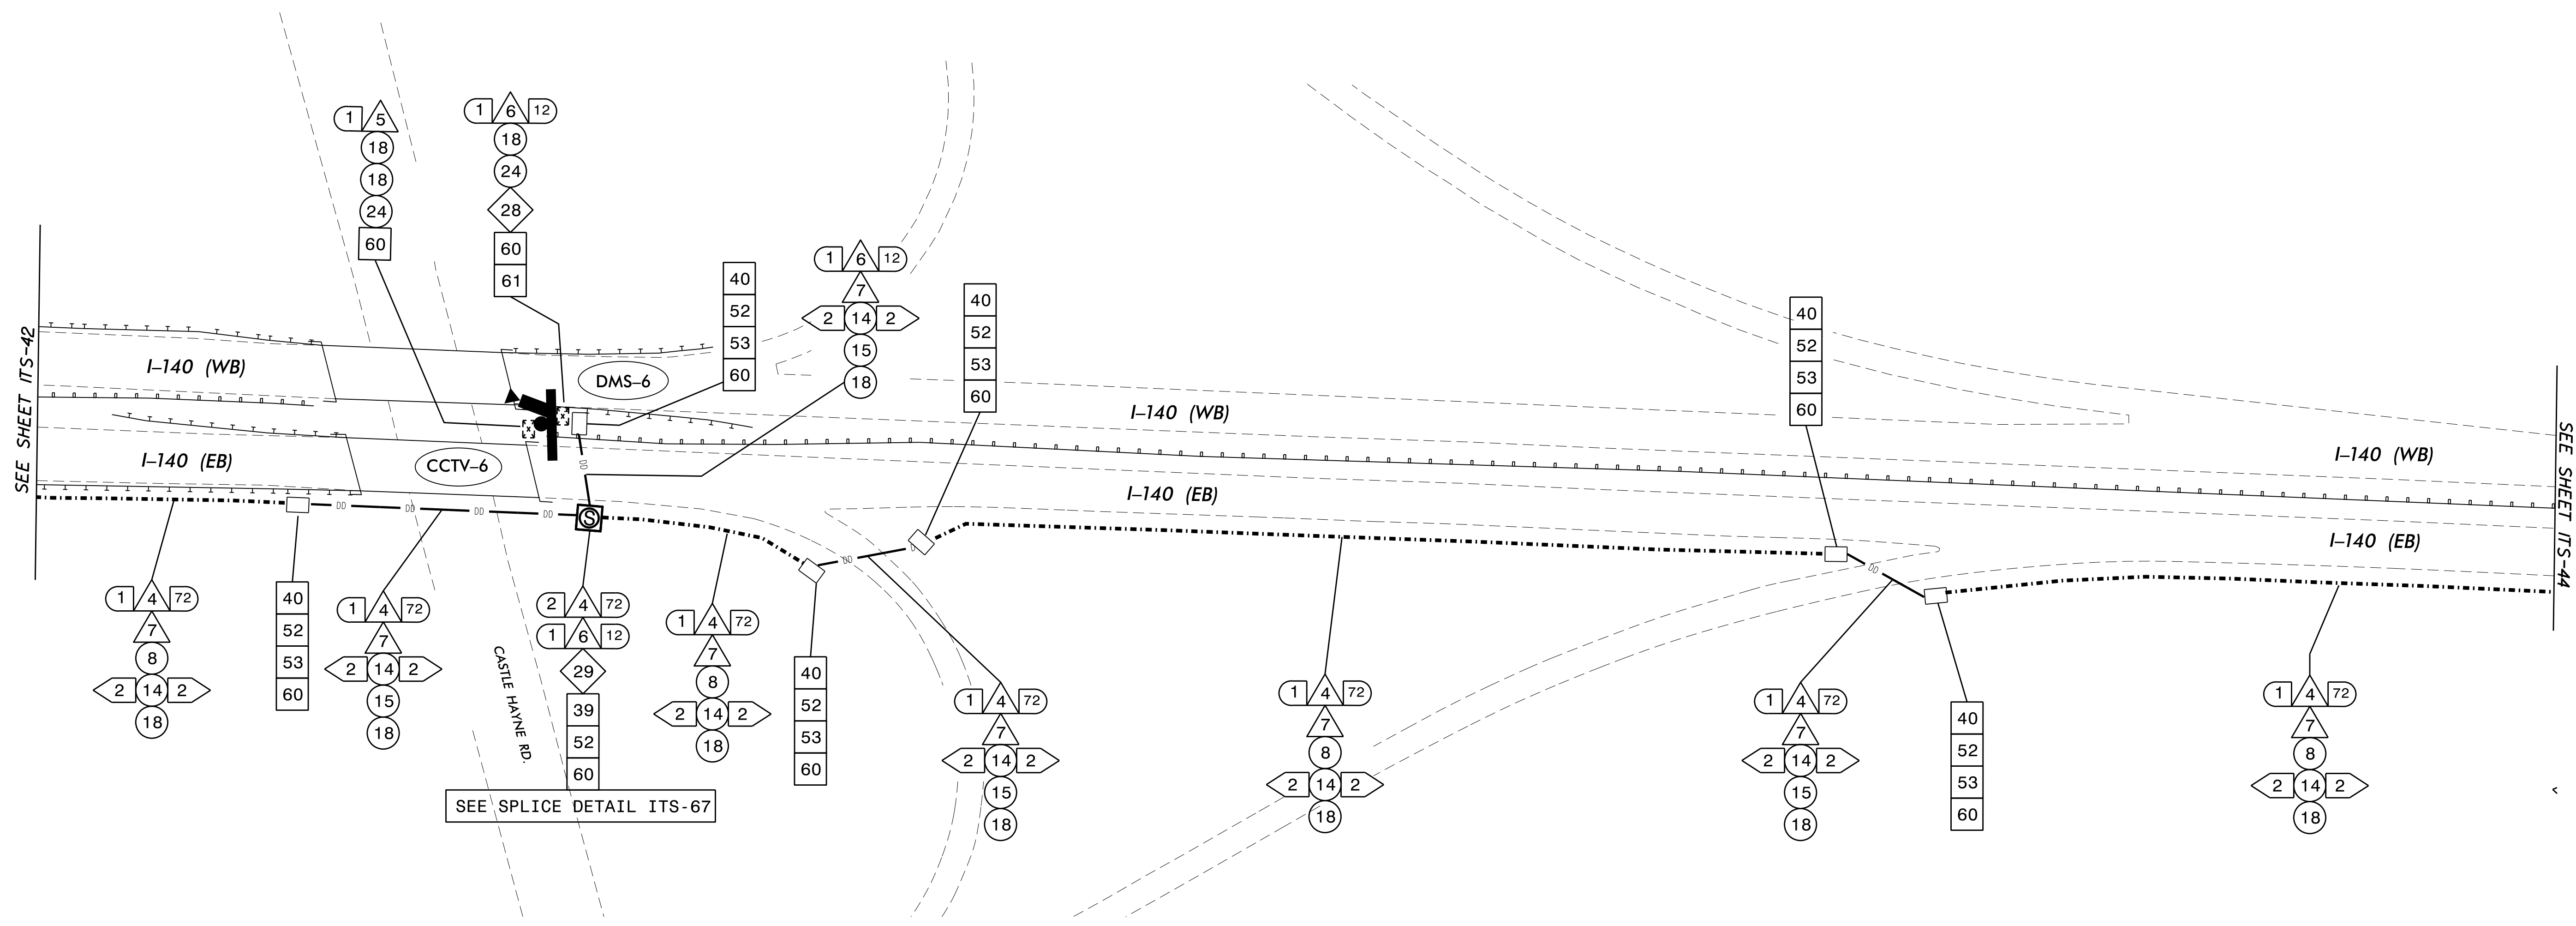 1 5
18
18
24
60
1 6 12
18
24
28
60
61
40
52
53
60
1 6 12
7
2 14 2
15
18
40
52
53
60
40
52
53
60
SEE SHEET ITS-42
I-140 (WB)
DMS-6
I-140 (WB)
I-140 (WB)
I-140 (EB)
CCTV-6
I-140 (EB)
I-140 (EB)
SEE SHEET ITS-44
DD
DD
DD
DD
DD
S
DD
D
DD
1 4 72
7
8
2 14 2
18
40
52
53
60
1 4 72
7
2 14 2
15
18
CASTLE HAYNE RD.
2 4 72
1 6 12
29
39
52
60
SEE SPLICE DETAIL ITS-67
1 4 72
7
8
2 14 2
18
40
52
53
60
1 4 72
7
2 14 2
15
18
1 4 72
7
8
2 14 2
18
1 4 72
7
2 14 2
15
18
40
52
53
60
1 4 72
7
8
2 14 2
18